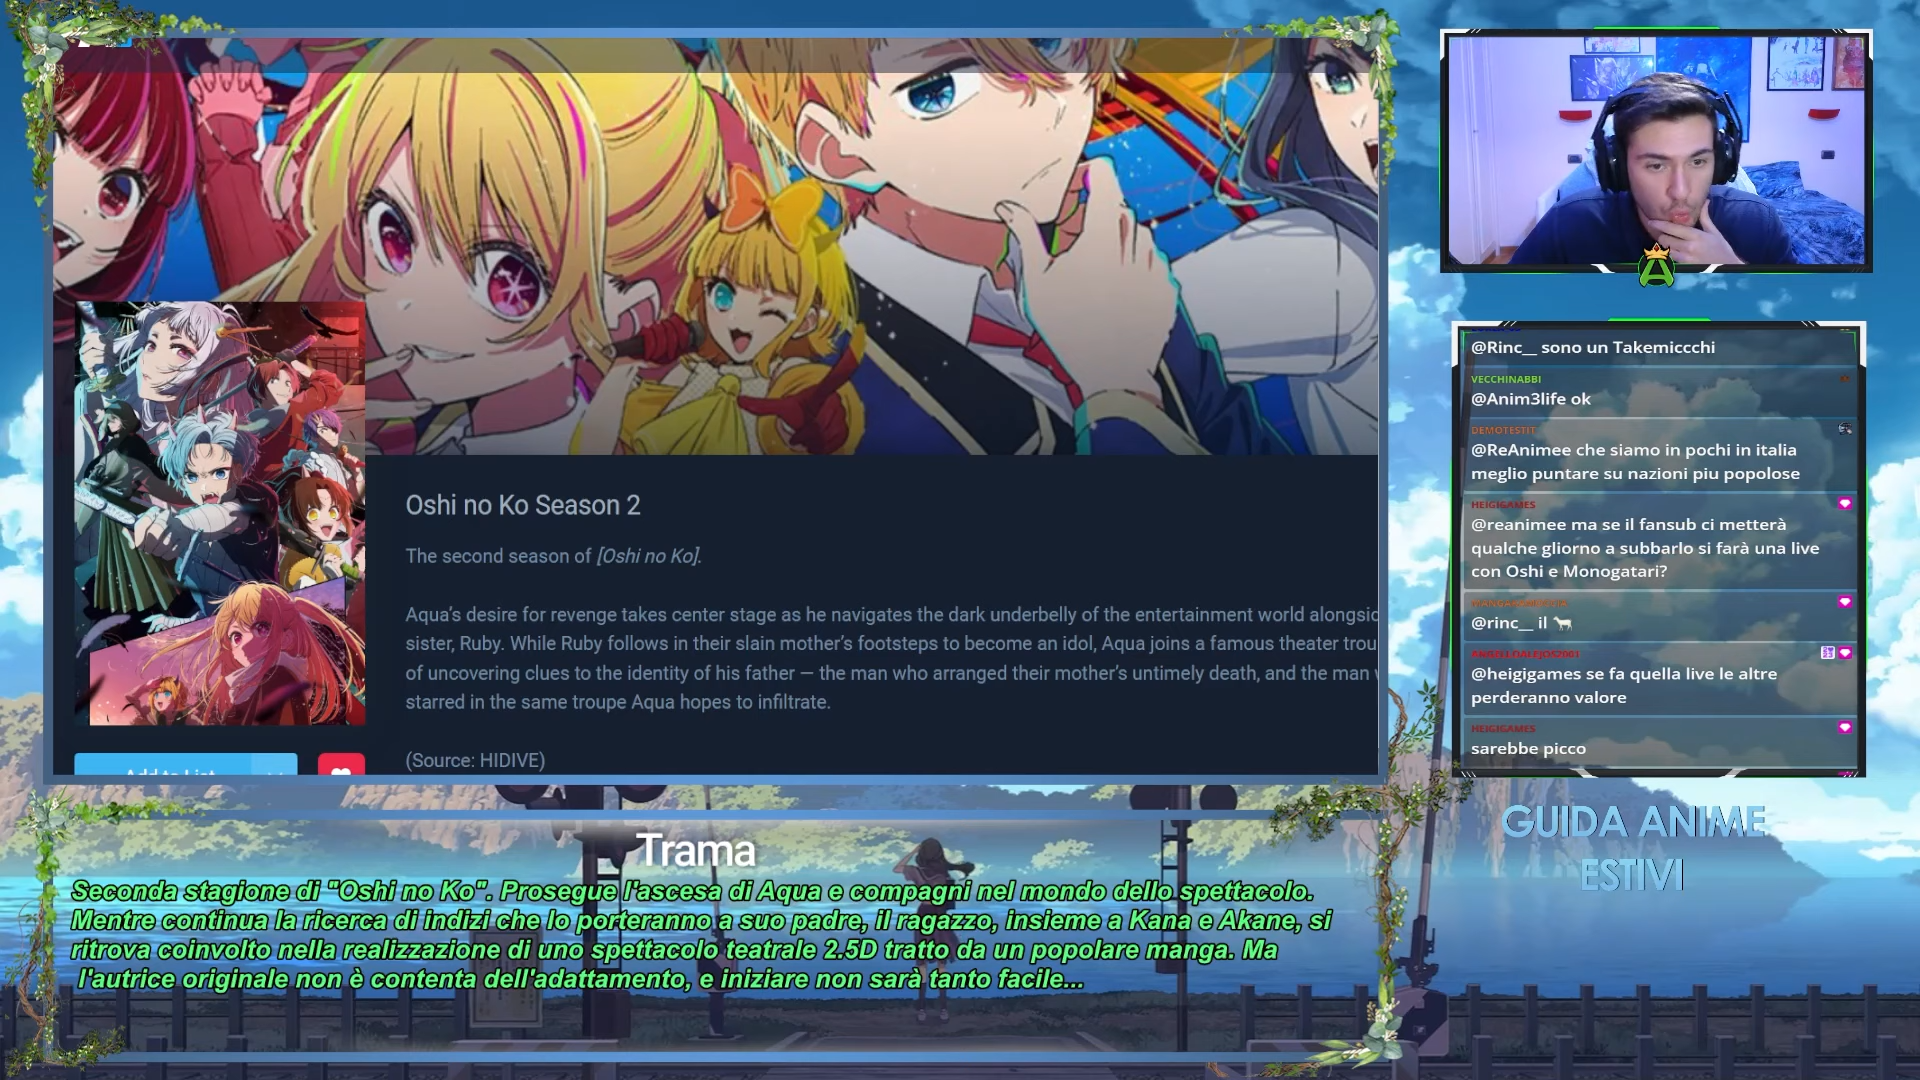 Oshi no Ko Season 2
The second season of [Oshi no Ko].
Aqua's desire for revenge takes center stage as he navigates the dark underbelly of the entertainment world
sister, Ruby. While Ruby follows in their slain mother's footsteps to become an idol, Aqua joins a famous theater
of uncovering clues to the identity of his father — the man who arranged their mother's untimely death, and the man
starred in the same troupe Aqua hopes to infiltrate.
(Source: HIDIVE)
Add to List
Trama
Seconda stagione di "Oshi no Ko". Prosegue l'ascesa di Aqua e compagni nel mondo dello spettacolo.
Mentre continua la ricerca di indizi che lo porteranno a suo padre, il ragazzo, insieme a Kana e Akane, si
ritrova coinvolto nella realizzazione di uno spettacolo teatrale 2.5D tratto da un popolare manga. Ma
l'autrice originale non è contenta dell'adattamento, e iniziare non sarà tanto facile...
@Rinc__ sono un Takemiccchi
VECCHINABBI
@Anim3life ok
DEMOTESTIT
@ReAnimee che siamo in pochi in italia
meglio puntare su nazioni piu popolose
HEIGIGAMES
@reanimee ma se il fansub ci metterà
qualche gliorno a subbarlo si farà una live
con Oshi e Monogatari?
@rinc__ il 🐐
@heigigames se fa quella live le altre
perderanno valore
HEIGIGAMES
sarebbe picco
GUIDA ANIME
ESTIVI